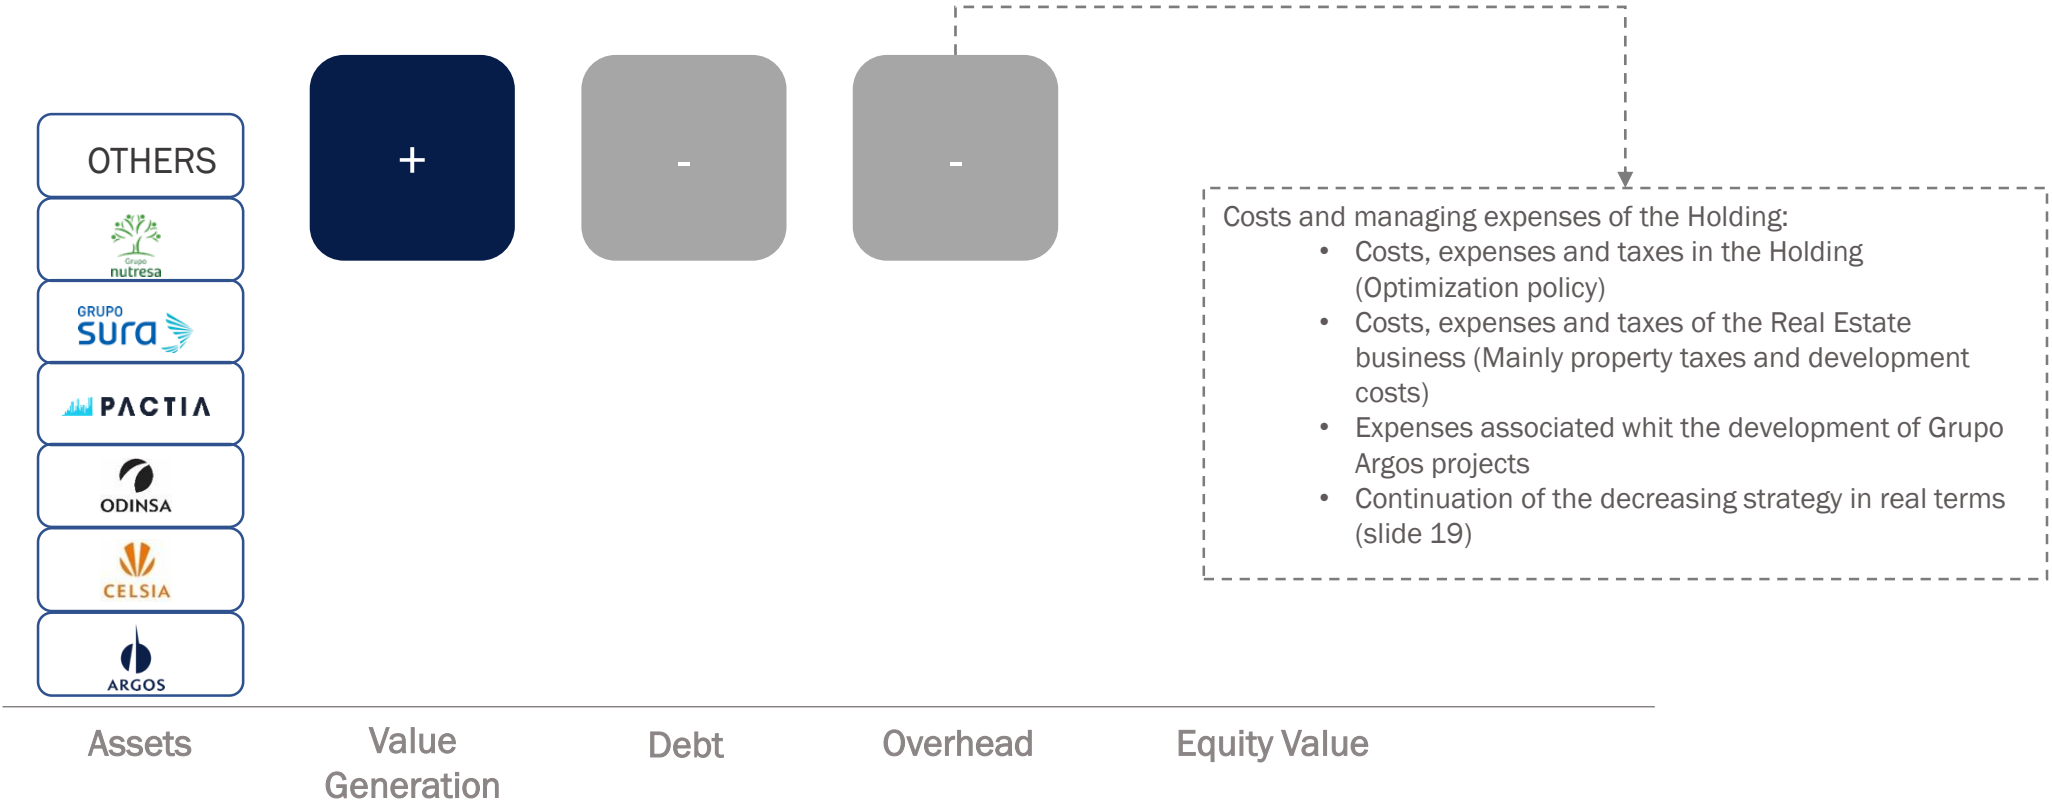 OTHERS
Grupo
nutresa
GRUPO
sura
PACTIA
ODINSA
CELSIA
ARGOS
+
-
-
Costs and managing expenses of the Holding:
• Costs, expenses and taxes in the Holding
(Optimization policy)
• Costs, expenses and taxes of the Real Estate
business (Mainly property taxes and development
costs)
• Expenses associated whit the development of Grupo
Argos projects
• Continuation of the decreasing strategy in real terms
(slide 19)
Assets
Value
Generation
Debt
Overhead
Equity Value